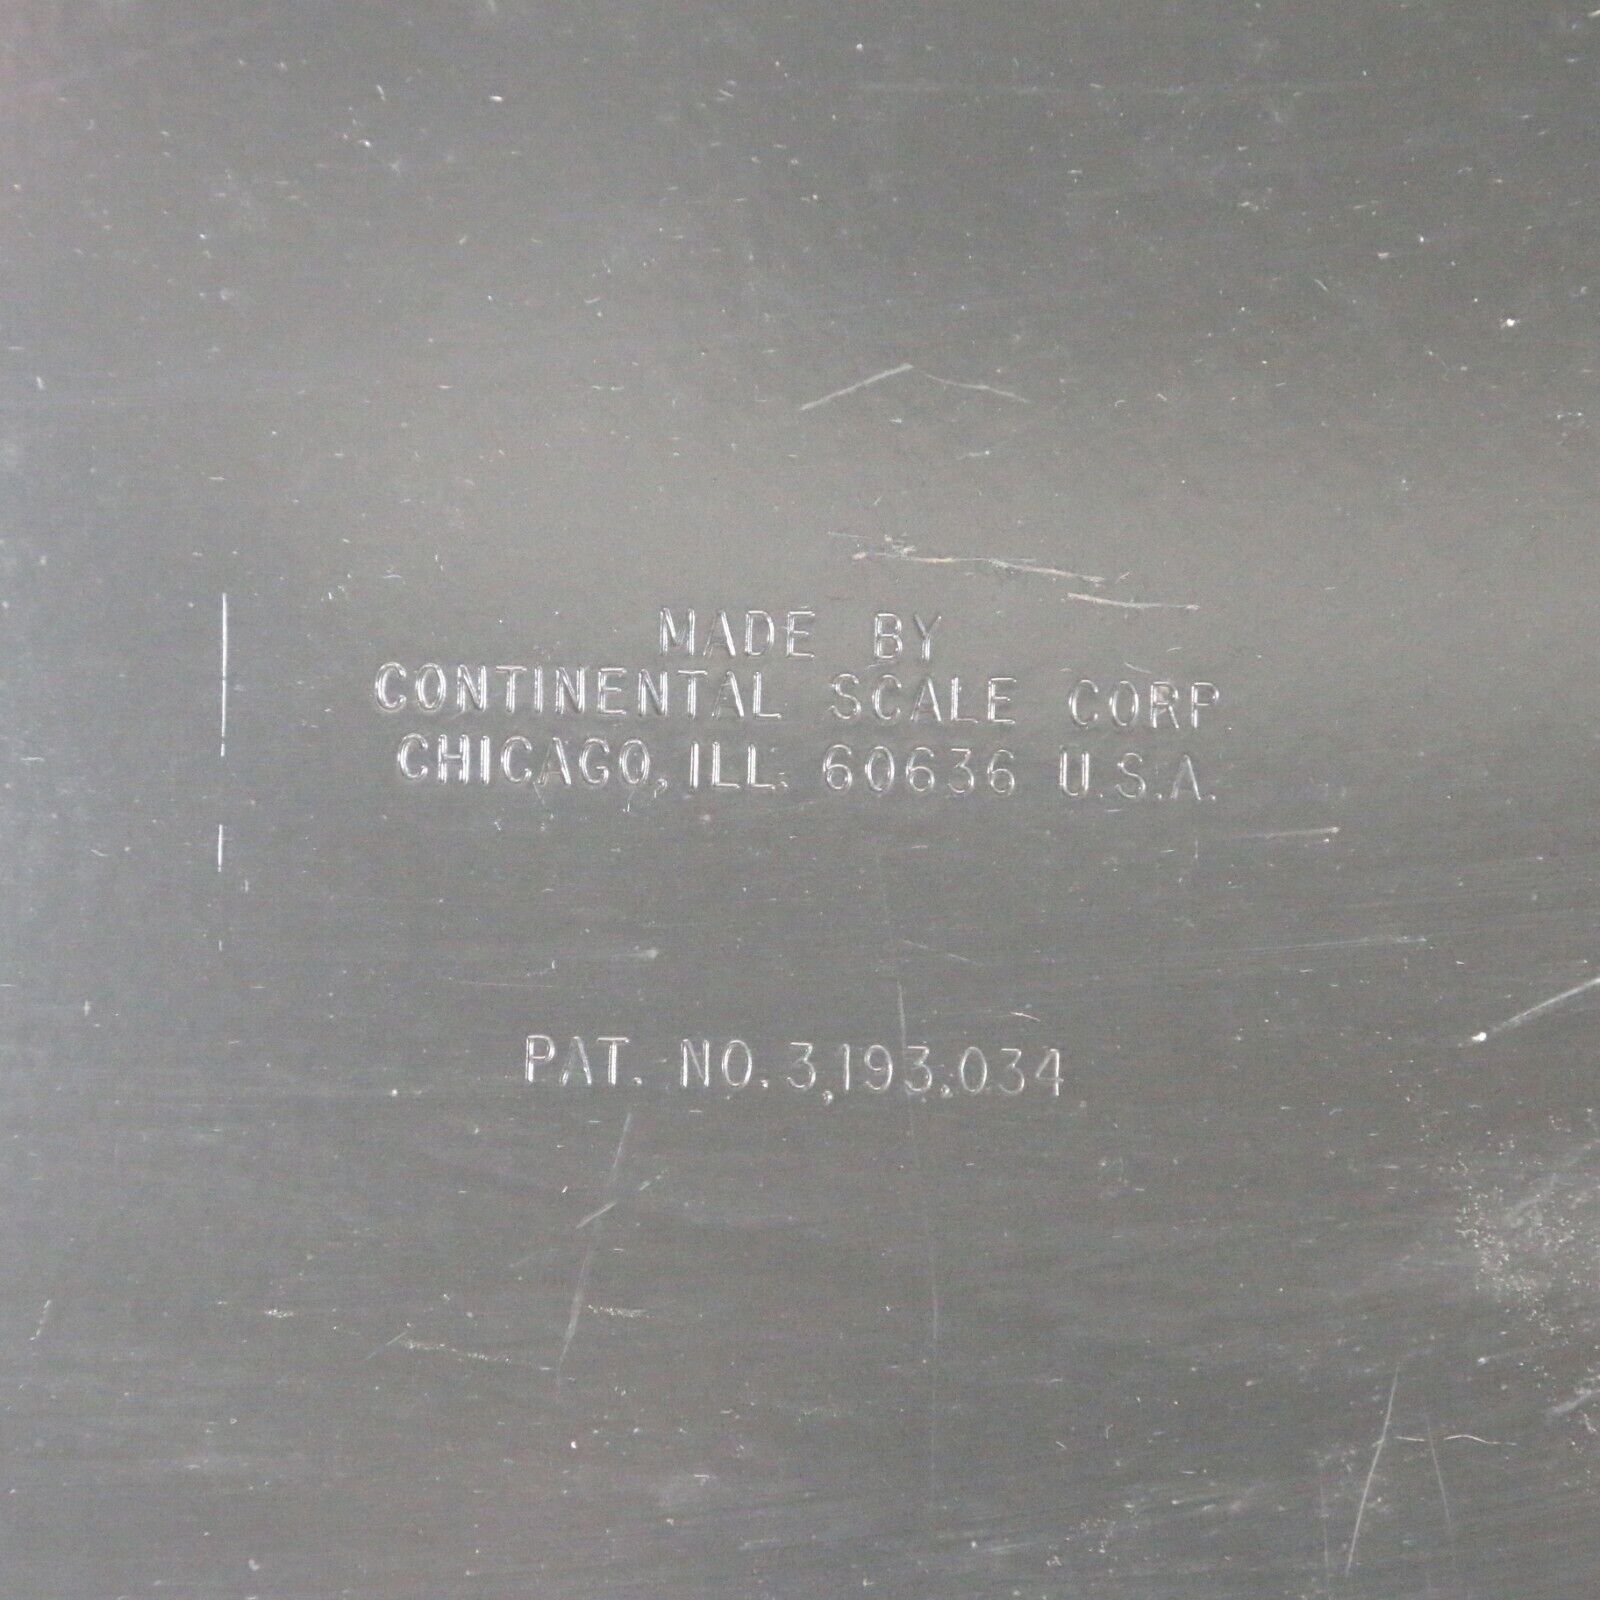 MADE BY
CONTINENTAL SCALE CORP
CHICAGO, ILL. 60636 U.S.A.
PAT. NO. 3,193,034